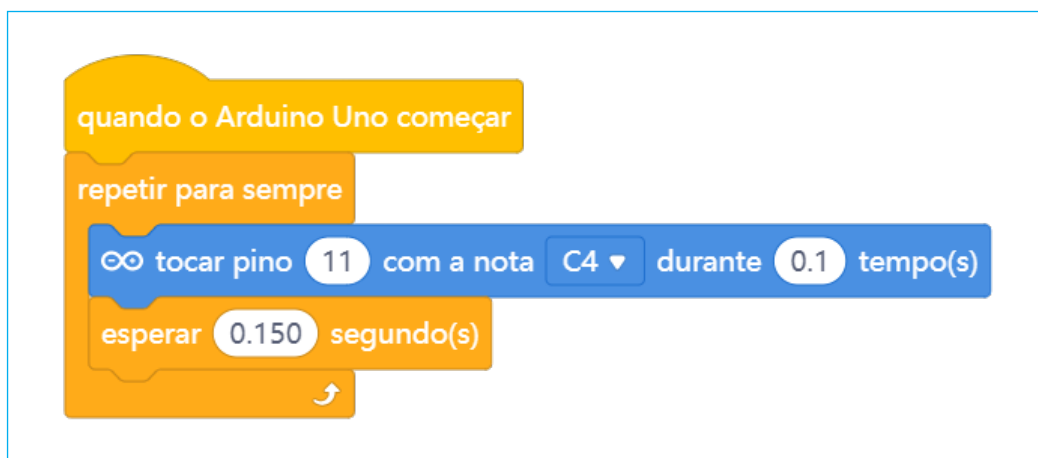 quando o Arduino Uno começar
repetir para sempre
tocar pino 11 com a nota C4 durante 0.1 tempo(s)
esperar 0.150 segundo(s)